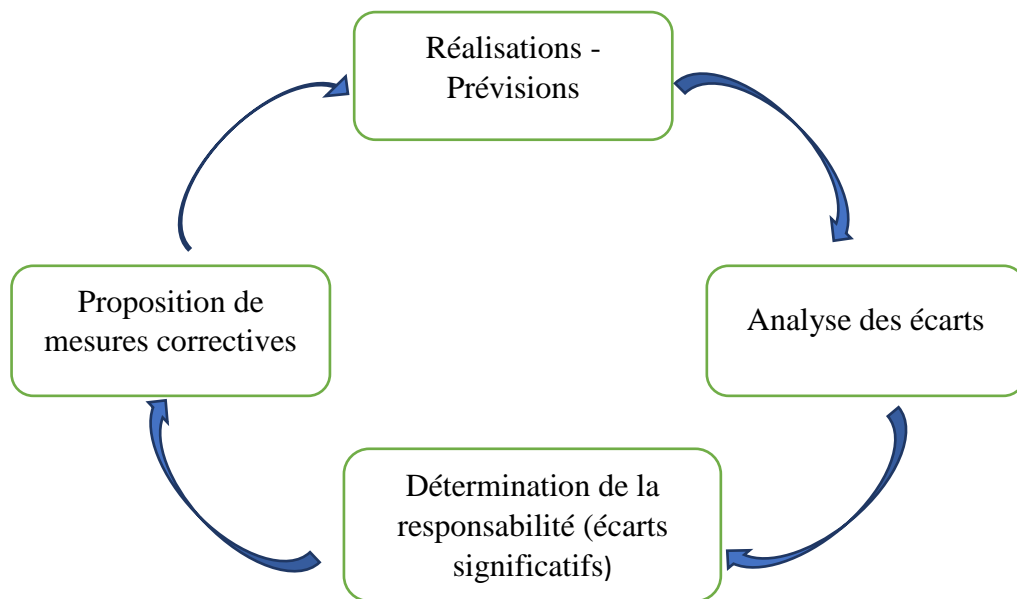 Réalisations -
Prévisions
Analyse des écarts
Détermination de la
responsabilité (écarts
significatifs)
Proposition de
mesures correctives